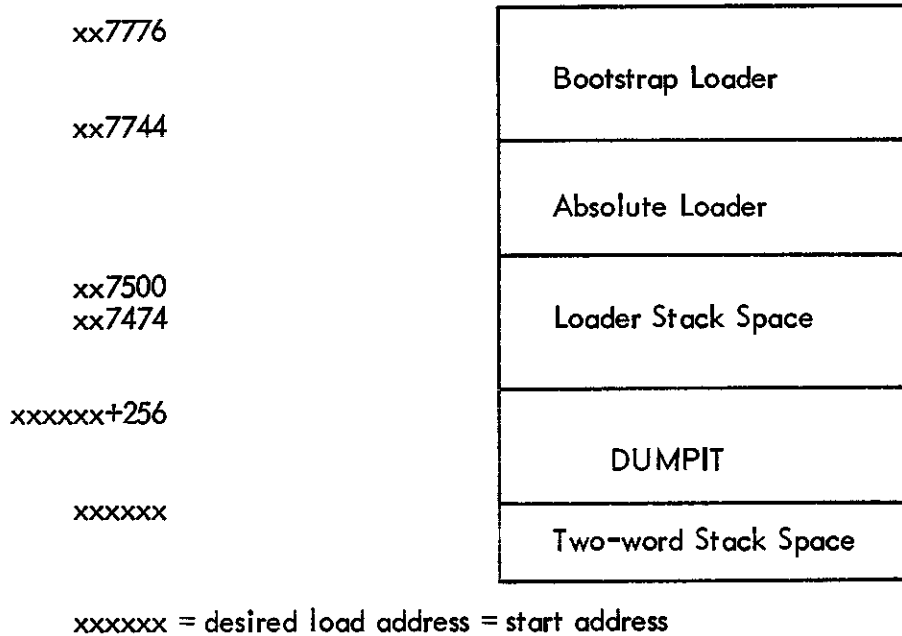 xx7776
Bootstrap Loader
xx7744
Absolute Loader
xx7500
xx7474
Loader Stack Space
xxxxxx+256
DUMPIT
xxxxxx
Two-word Stack Space
xxxxxx = desired load address = start address